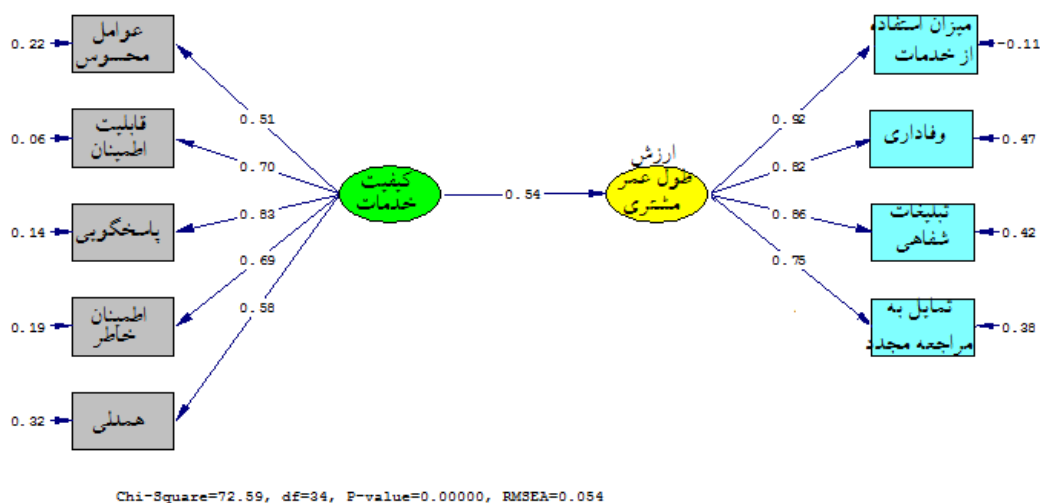 0.22
عوامل
محسوس
0.51
0.06
قابلیت
اطمینان
0.70
0.14
پاسخگویی
0.83
0.19
اطمینان
خاطر
0.69
0.32
همدلی
0.58
کیفیت
خدمات
0.54
ارزش
طول عمر
مشتری
0.92
میزان استفاده
از خدمات
-0.11
0.82
وفاداری
0.47
0.86
تبلیغات
شفاهی
0.42
0.75
تمایل به
مراجعه مجدد
0.38
Chi-Square=72.59, df=34, P-value=0.00000, RMSEA=0.054